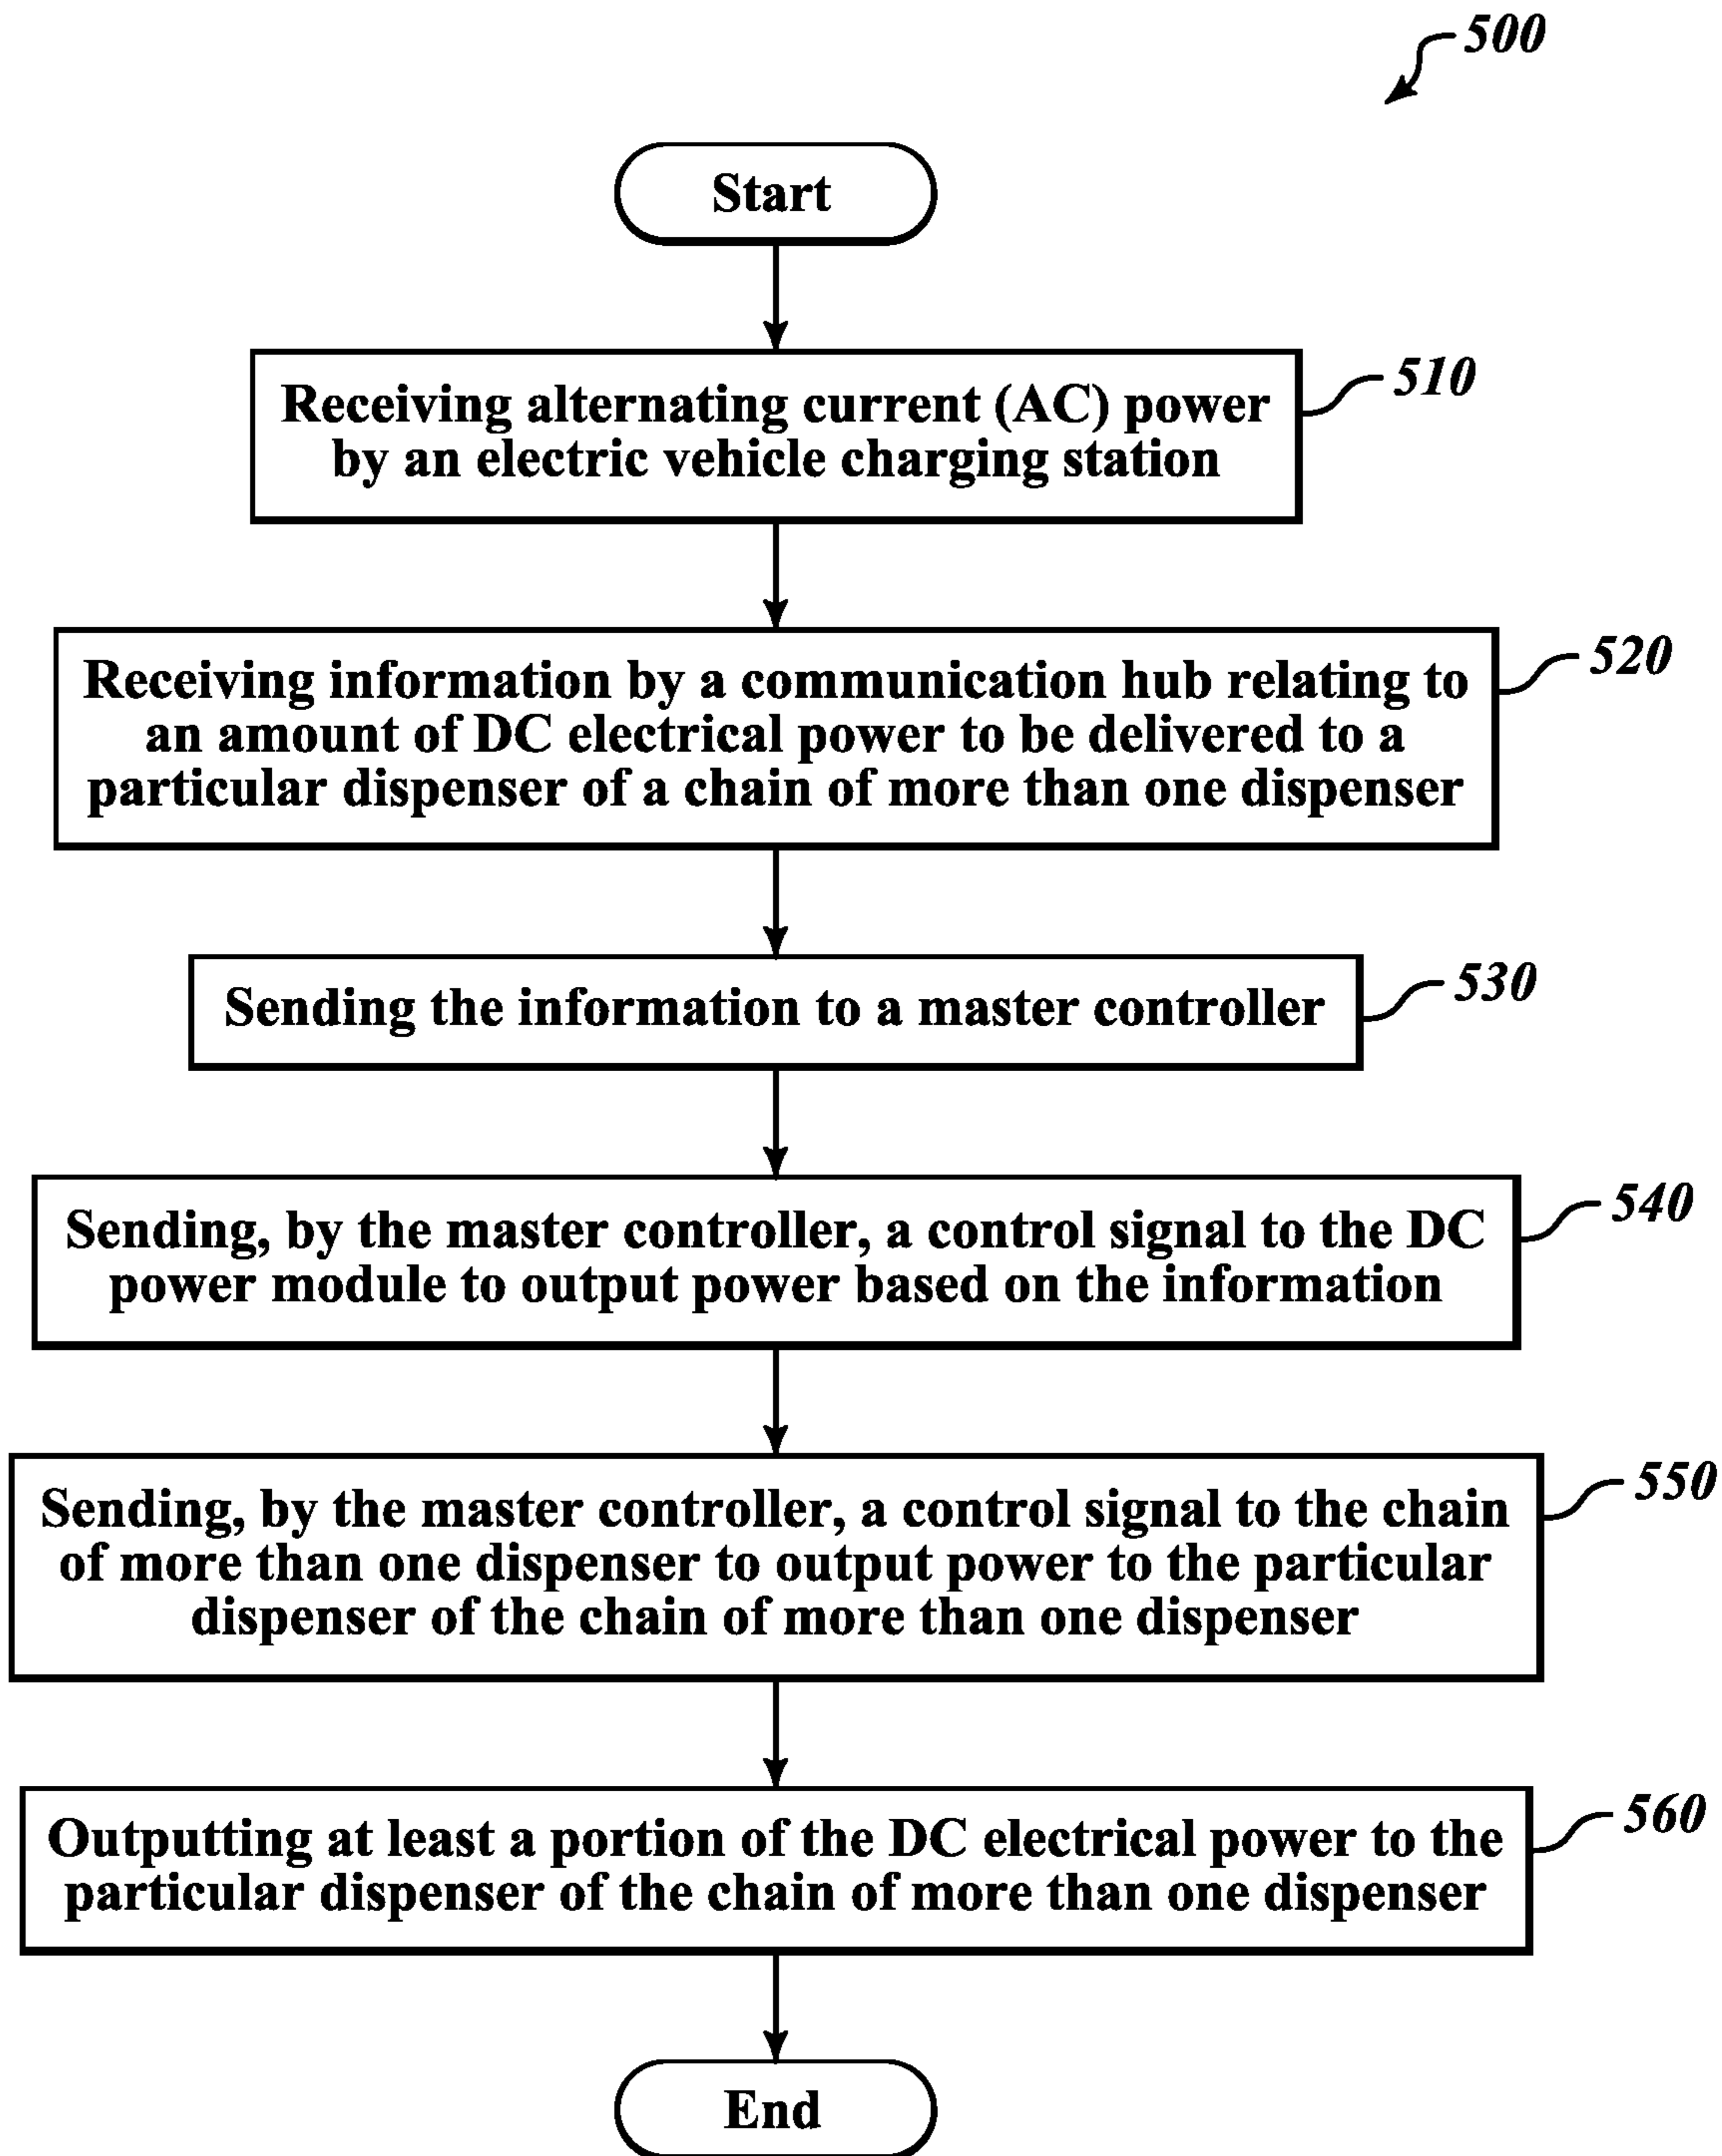 500
Start
Receiving alternating current (AC) power
by an electric vehicle charging station
510
Receiving information by a communication hub relating to
an amount of DC electrical power to be delivered to a
particular dispenser of a chain of more than one dispenser
520
Sending the information to a master controller
530
Sending, by the master controller, a control signal to the DC
power module to output power based on the information
540
Sending, by the master controller, a control signal to the chain
of more than one dispenser to output power to the particular
dispenser of the chain of more than one dispenser
550
Outputting at least a portion of the DC electrical power to the
particular dispenser of the chain of more than one dispenser
560
End